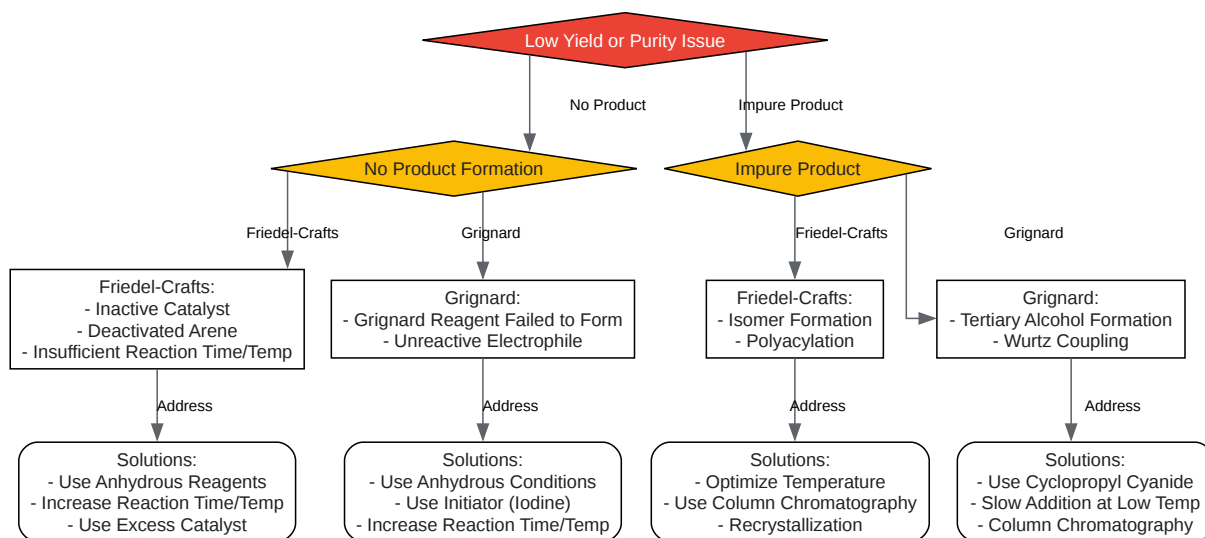 Low Yield or Purity Issue
No Product
Impure Product
No Product Formation
Impure Product
Friedel-Crafts
Grignard
Friedel-Crafts
Grignard
Friedel-Crafts:
- Inactive Catalyst
- Deactivated Arene
- Insufficient Reaction Time/Temp
Grignard:
- Grignard Reagent Failed to Form
- Unreactive Electrophile
Friedel-Crafts:
- Isomer Formation
- Polyacylation
Grignard:
- Tertiary Alcohol Formation
- Wurtz Coupling
Address
Address
Address
Address
Solutions:
- Use Anhydrous Reagents
- Increase Reaction Time/Temp
- Use Excess Catalyst
Solutions:
- Use Anhydrous Conditions
- Use Initiator (Iodine)
- Increase Reaction Time/Temp
Solutions:
- Optimize Temperature
- Use Column Chromatography
- Recrystallization
Solutions:
- Use Cyclopropyl Cyanide
- Slow Addition at Low Temp
- Column Chromatography